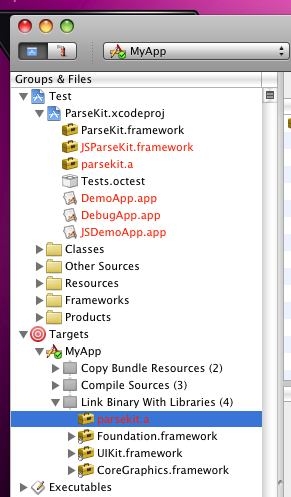 MyApp
Groups & Files
Test
ParseKit.xcodeproj
ParseKit.framework
JSParseKit.framework
parsekit.a
Tests.octest
DemoApp.app
DebugApp.app
JSDemoApp.app
Classes
Other Sources
Resources
Frameworks
Products
Targets
MyApp
Copy Bundle Resources (2)
Compile Sources (3)
Link Binary With Libraries (4)
parsekit.a
Foundation.framework
UIKit.framework
CoreGraphics.framework
Executables